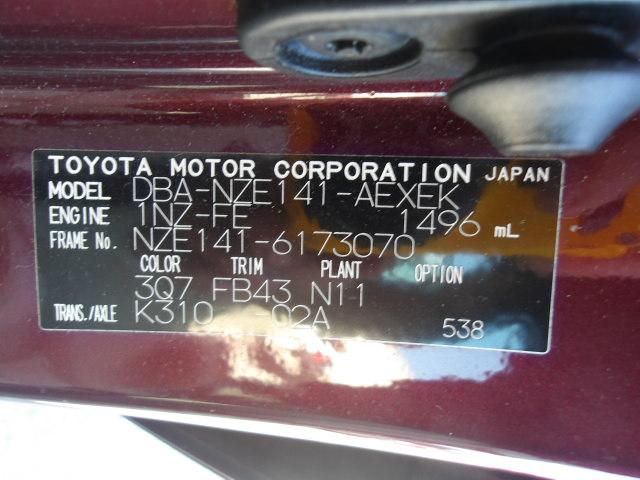 TOYOTA MOTOR CORPORATION JAPAN
MODEL DBA-NZE141-AEXEK
ENGINE 1NZ-FE 1496 mL
FRAME No. NZE141-6173070
COLOR TRIM PLANT OPTION
3Q7 FB43 N11
TRANS./AXLE K310 -02A 538